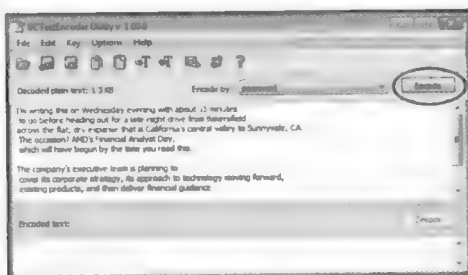 BCTextEncoder Utility v. 1.00.6
File Edit Key Options Help
Decoded plain text: 1.3 KB
Encode by: password
Encode
I'm writing this on Wednesday evening with about 15 minutes
to go before heading out for a late night drive from Bakersfield
across the flat, dry expanse that is California's central valley to Sunnyvale, CA.
The occasion? AMD's Financial Analyst Day,
which will have begun by the time you read this.
The company's executive team is planning to
cover its corporate strategy, its approach to technology moving forward,
existing products, and then deliver financial guidance
Encoded text:
Decode